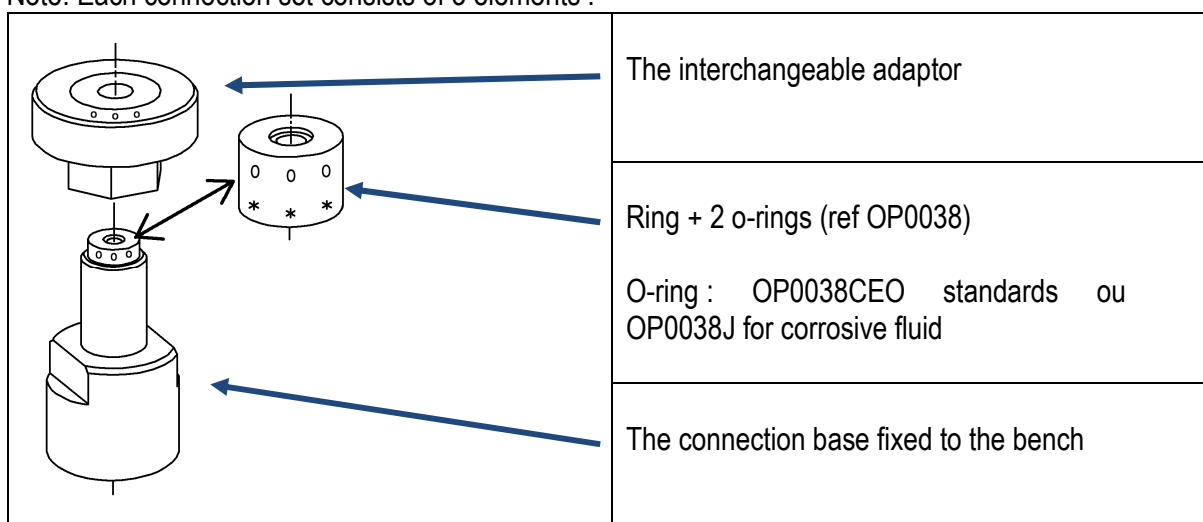 Note: Each connection set consists of 3 elements :
The interchangeable adaptor
Ring + 2 o-rings (ref OP0038)
O-ring : OP0038CEO standards ou
OP0038J for corrosive fluid
The connection base fixed to the bench